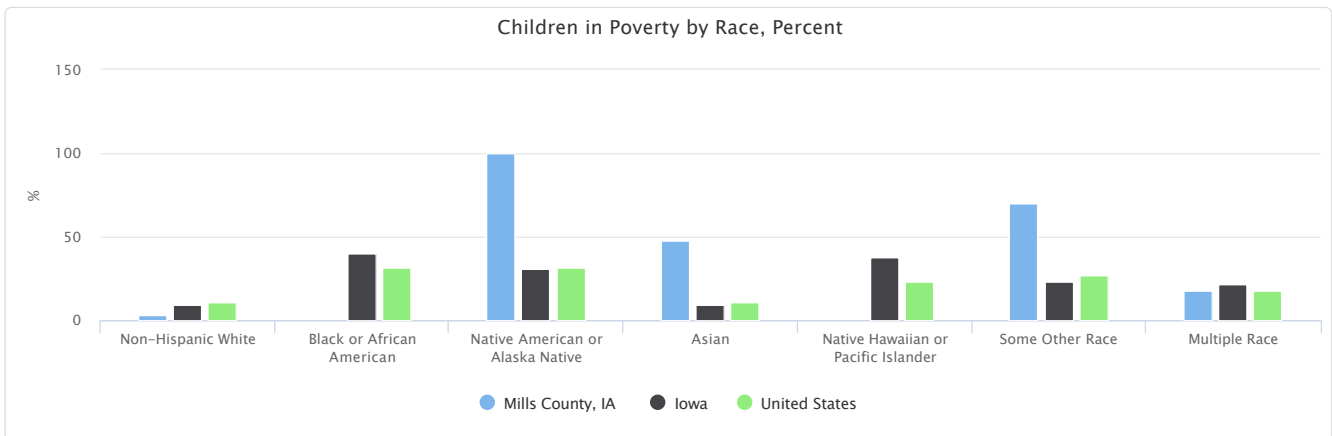 Children in Poverty by Race, Percent
150
100
50
0
%
Non-Hispanic White
Black or African
American
Native American or
Alaska Native
Asian
Native Hawaiian or
Pacific Islander
Some Other Race
Multiple Race
Mills County, IA
Iowa
United States